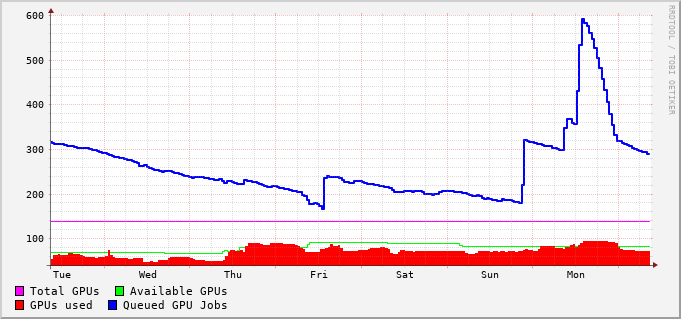 600
500
400
300
200
100
Tue Wed Thu Fri Sat Sun Mon
Total GPUs Available GPUs
GPUs used Queued GPU Jobs
RRDTOOL / TOBI OETIKER